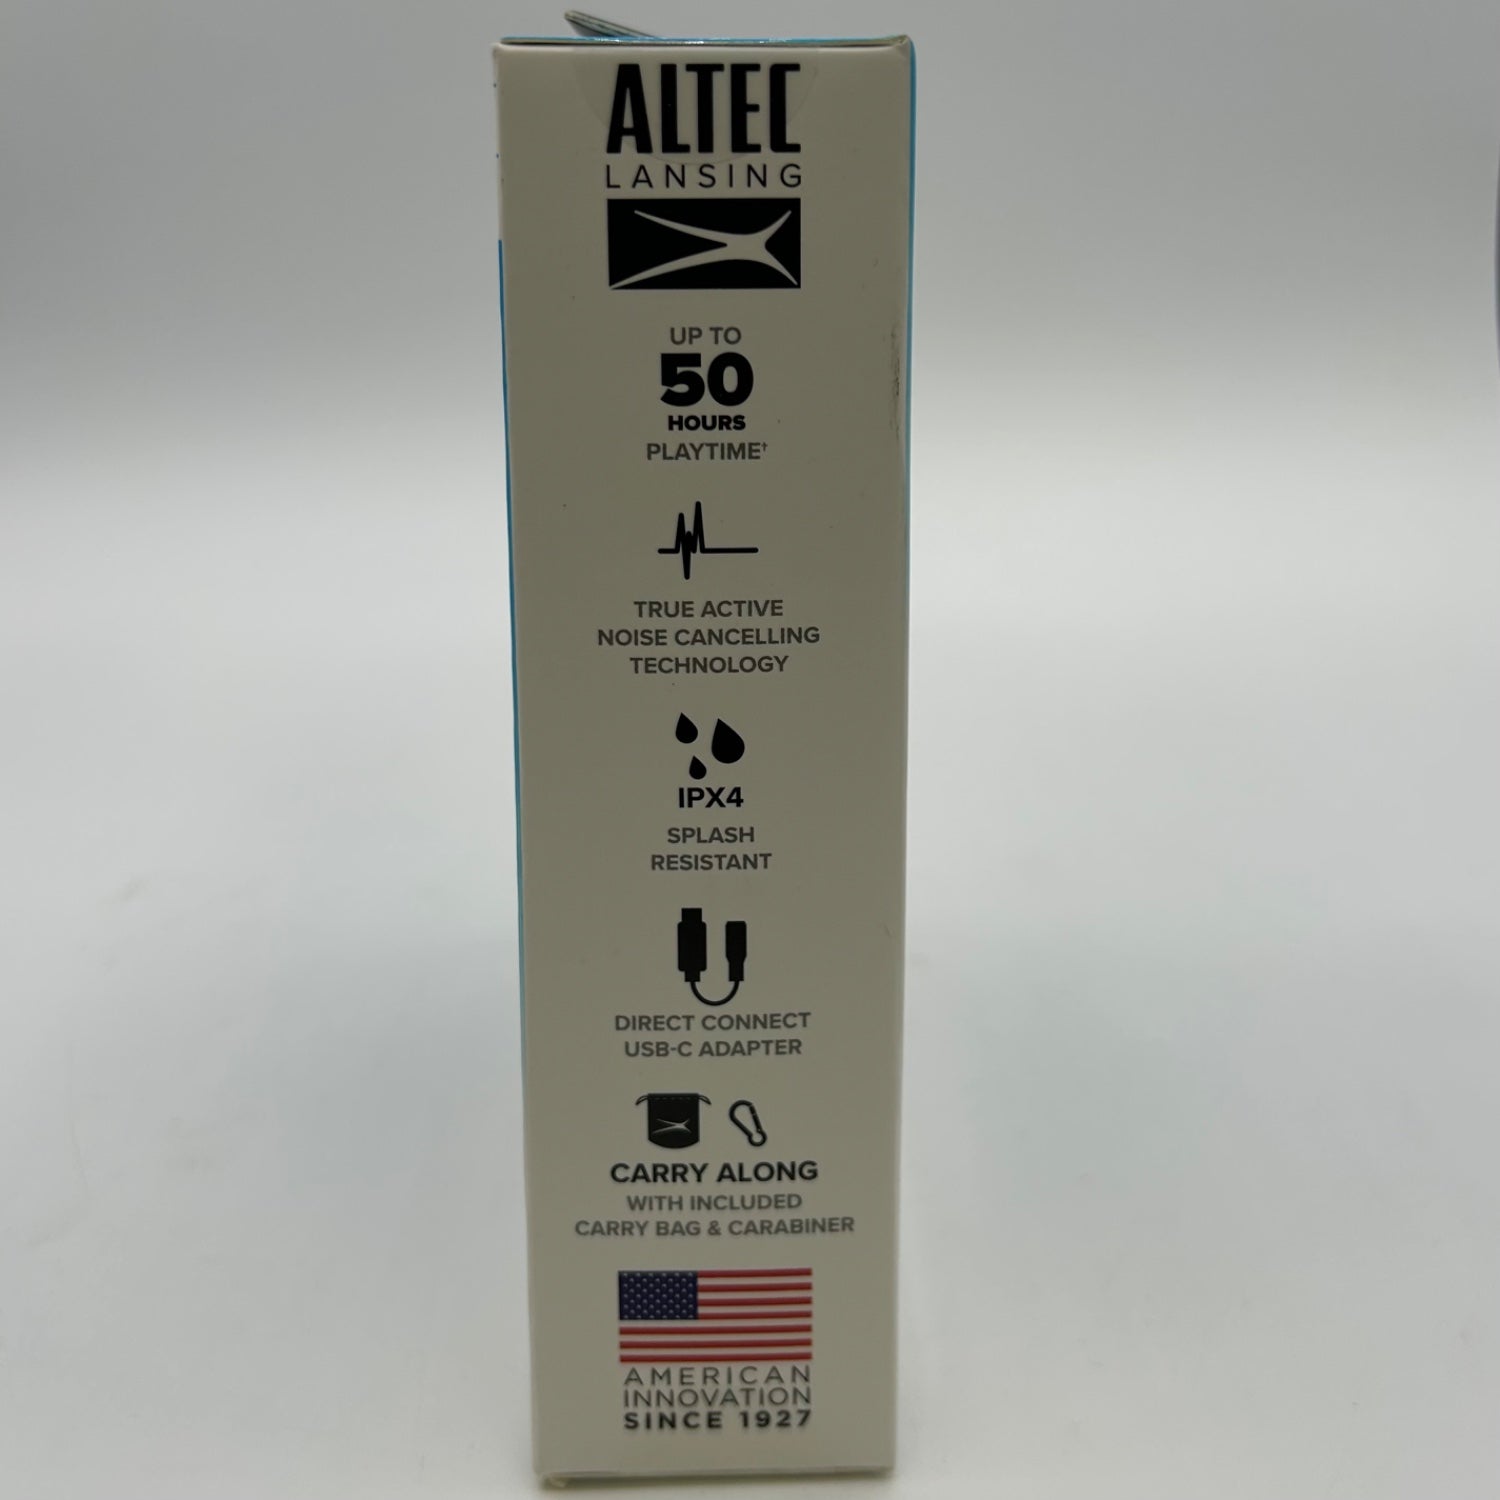 ALTEC
LANSING
UP TO
50
HOURS
PLAYTIME†
TRUE ACTIVE
NOISE CANCELLING
TECHNOLOGY
IPX4
SPLASH
RESISTANT
DIRECT CONNECT
USB-C ADAPTER
CARRY ALONG
WITH INCLUDED
CARRY BAG & CARABINER
AMERICAN
INNOVATION
SINCE 1927